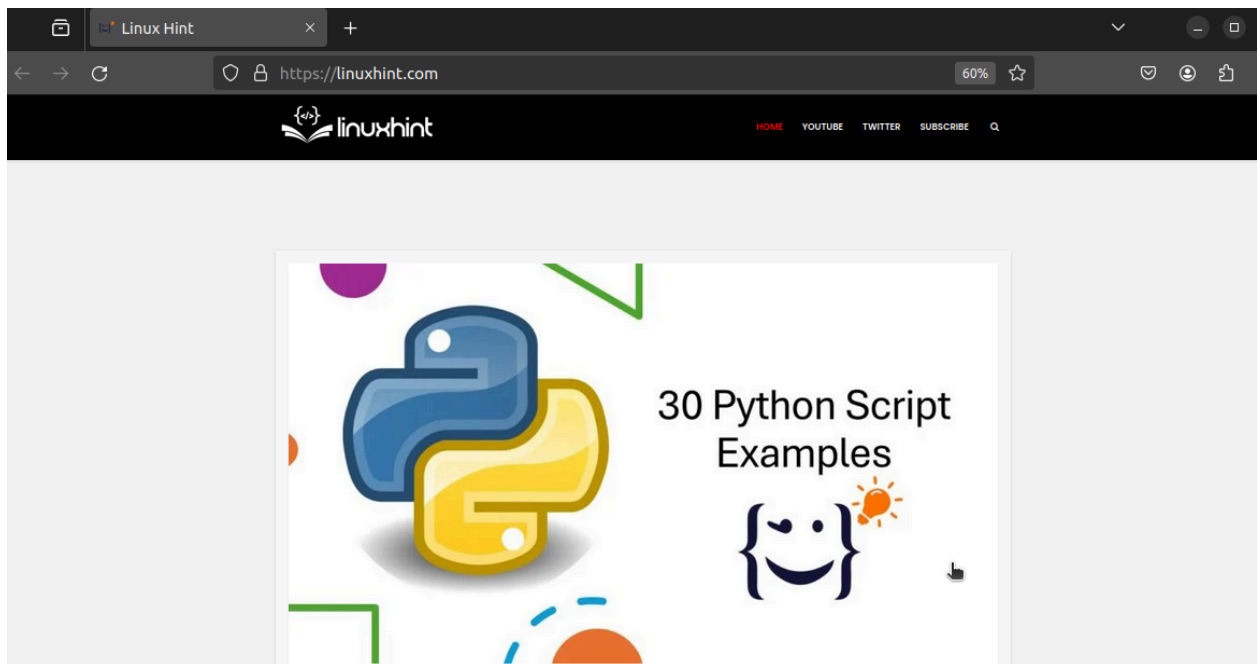 Linux Hint
https://linuxhint.com
60%
{</>}
linuxhint
HOME YOUTUBE TWITTER SUBSCRIBE
30 Python Script
Examples